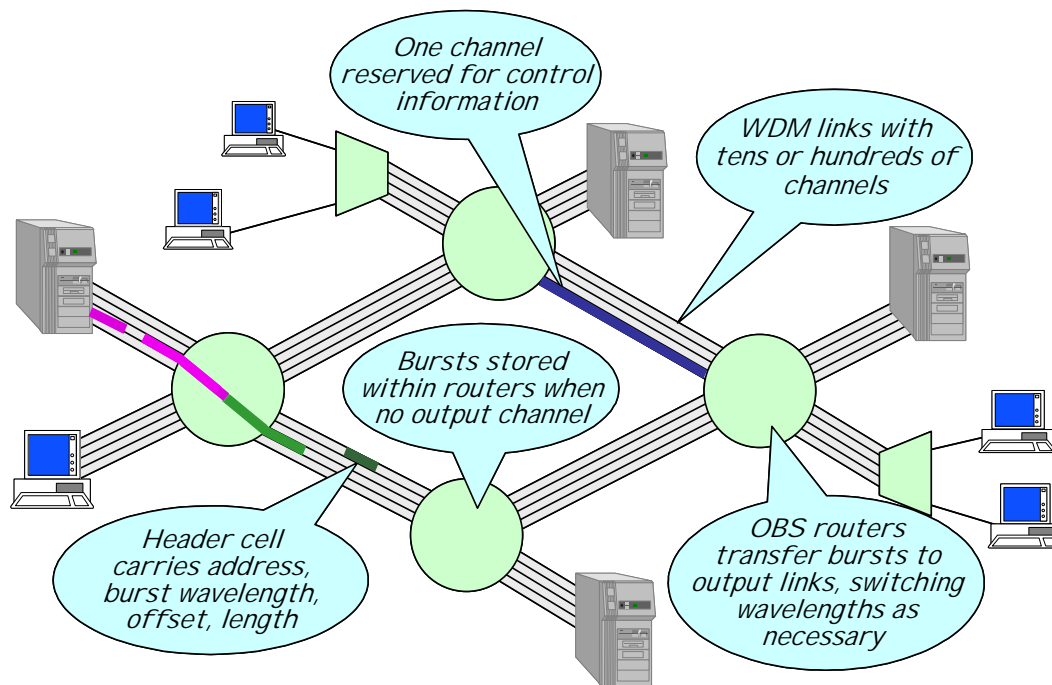 One channel
reserved for control
information
WDM links with
tens or hundreds of
channels
Bursts stored
within routers when
no output channel
Header cell
carries address,
burst wavelength,
offset, length
OBS routers
transfer bursts to
output links, switching
wavelengths as
necessary